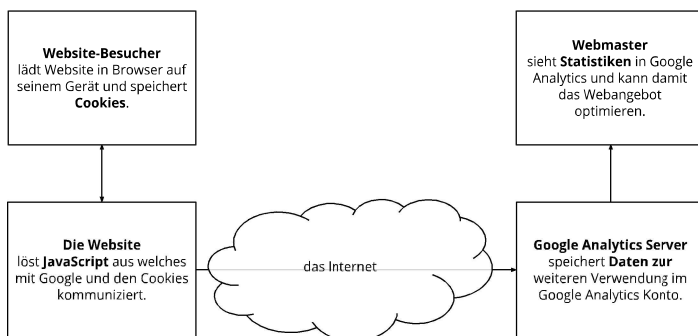 Website-Besucher
lädt Website in Browser auf
seinem Gerät und speichert
Cookies.
Webmaster
sieht Statistiken in Google
Analytics und kann damit
das Webangebot
optimieren.
Die Website
löst JavaScript aus welches
mit Google und den Cookies
kommuniziert.
das Internet
Google Analytics Server
speichert Daten zur
weiteren Verwendung im
Google Analytics Konto.